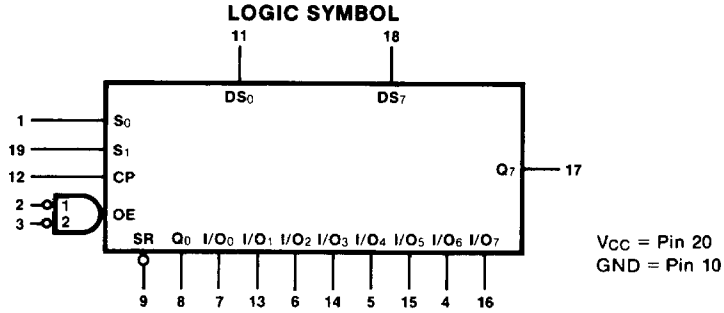 LOGIC SYMBOL
11 18
DS0 DS7
1 S0
19 S1
Q7 17
12 CP
2 1
OE
3 2
SR Q0 I/O0 I/O1 I/O2 I/O3 I/O4 I/O5 I/O6 I/O7
VCC = Pin 20
GND = Pin 10
9 8 7 13 6 14 5 15 4 16